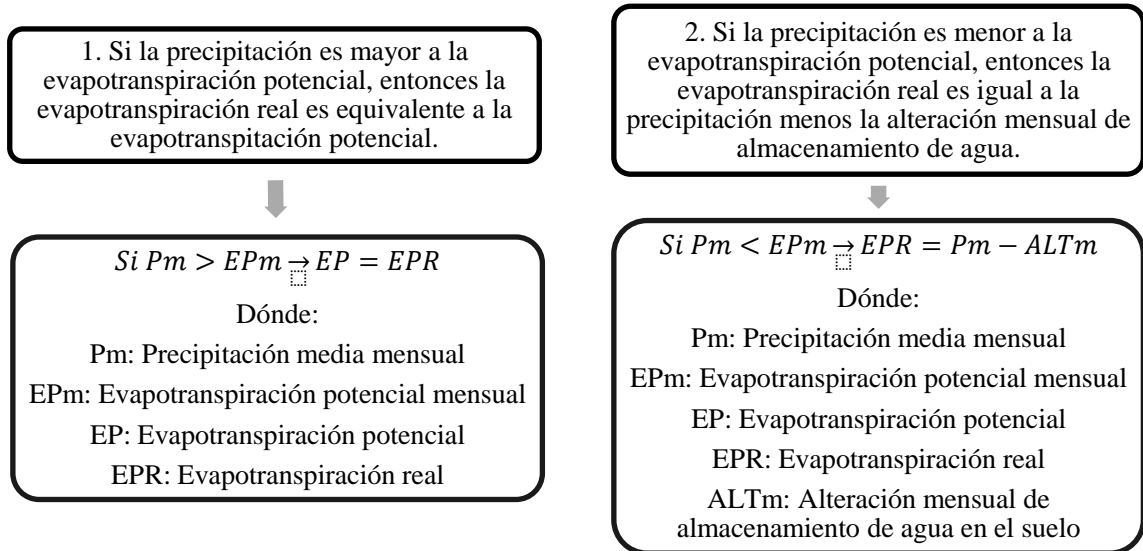 1. Si la precipitación es mayor a la
evapotranspiración potencial, entonces la
evapotranspiración real es equivalente a la
evapotranspitación potencial.
Si Pm > EPm → EP = EPR
Dónde:
Pm: Precipitación media mensual
EPm: Evapotranspiración potencial mensual
EP: Evapotranspiración potencial
EPR: Evapotranspiración real
2. Si la precipitación es menor a la
evapotranspiración potencial, entonces la
evapotranspiración real es igual a la
precipitación menos la alteración mensual de
almacenamiento de agua.
Si Pm < EPm → EPR = Pm − ALTm
Dónde:
Pm: Precipitación media mensual
EPm: Evapotranspiración potencial mensual
EP: Evapotranspiración potencial
EPR: Evapotranspiración real
ALTm: Alteración mensual de
almacenamiento de agua en el suelo